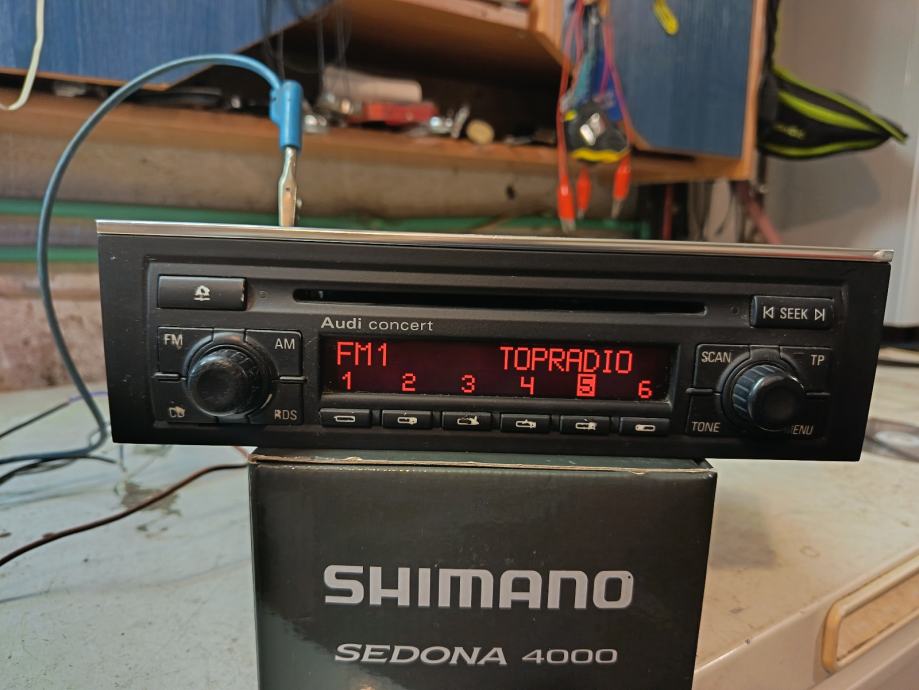 SEEK
Audi concert
FM AM
FM1 TOPRADIO
SCAN TP
1 2 3 4 5 6
RDS
TONE
SHIMANO
SEDONA 4000